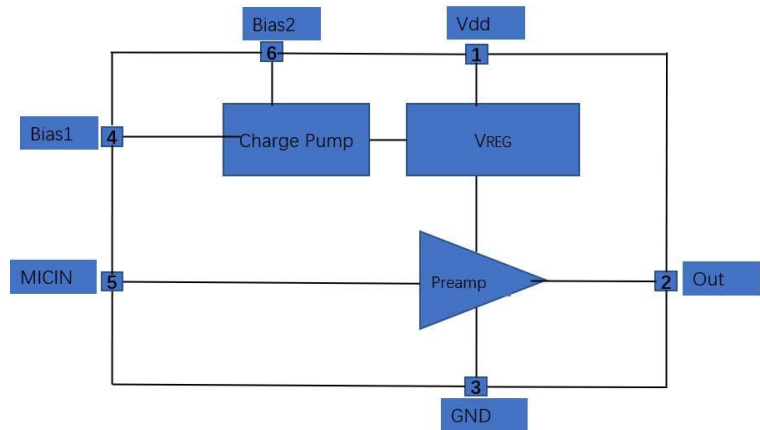 Bias2
Vdd
6
1
Bias1
4
Charge Pump
VREG
MICIN
5
Preamp
2
Out
3
GND